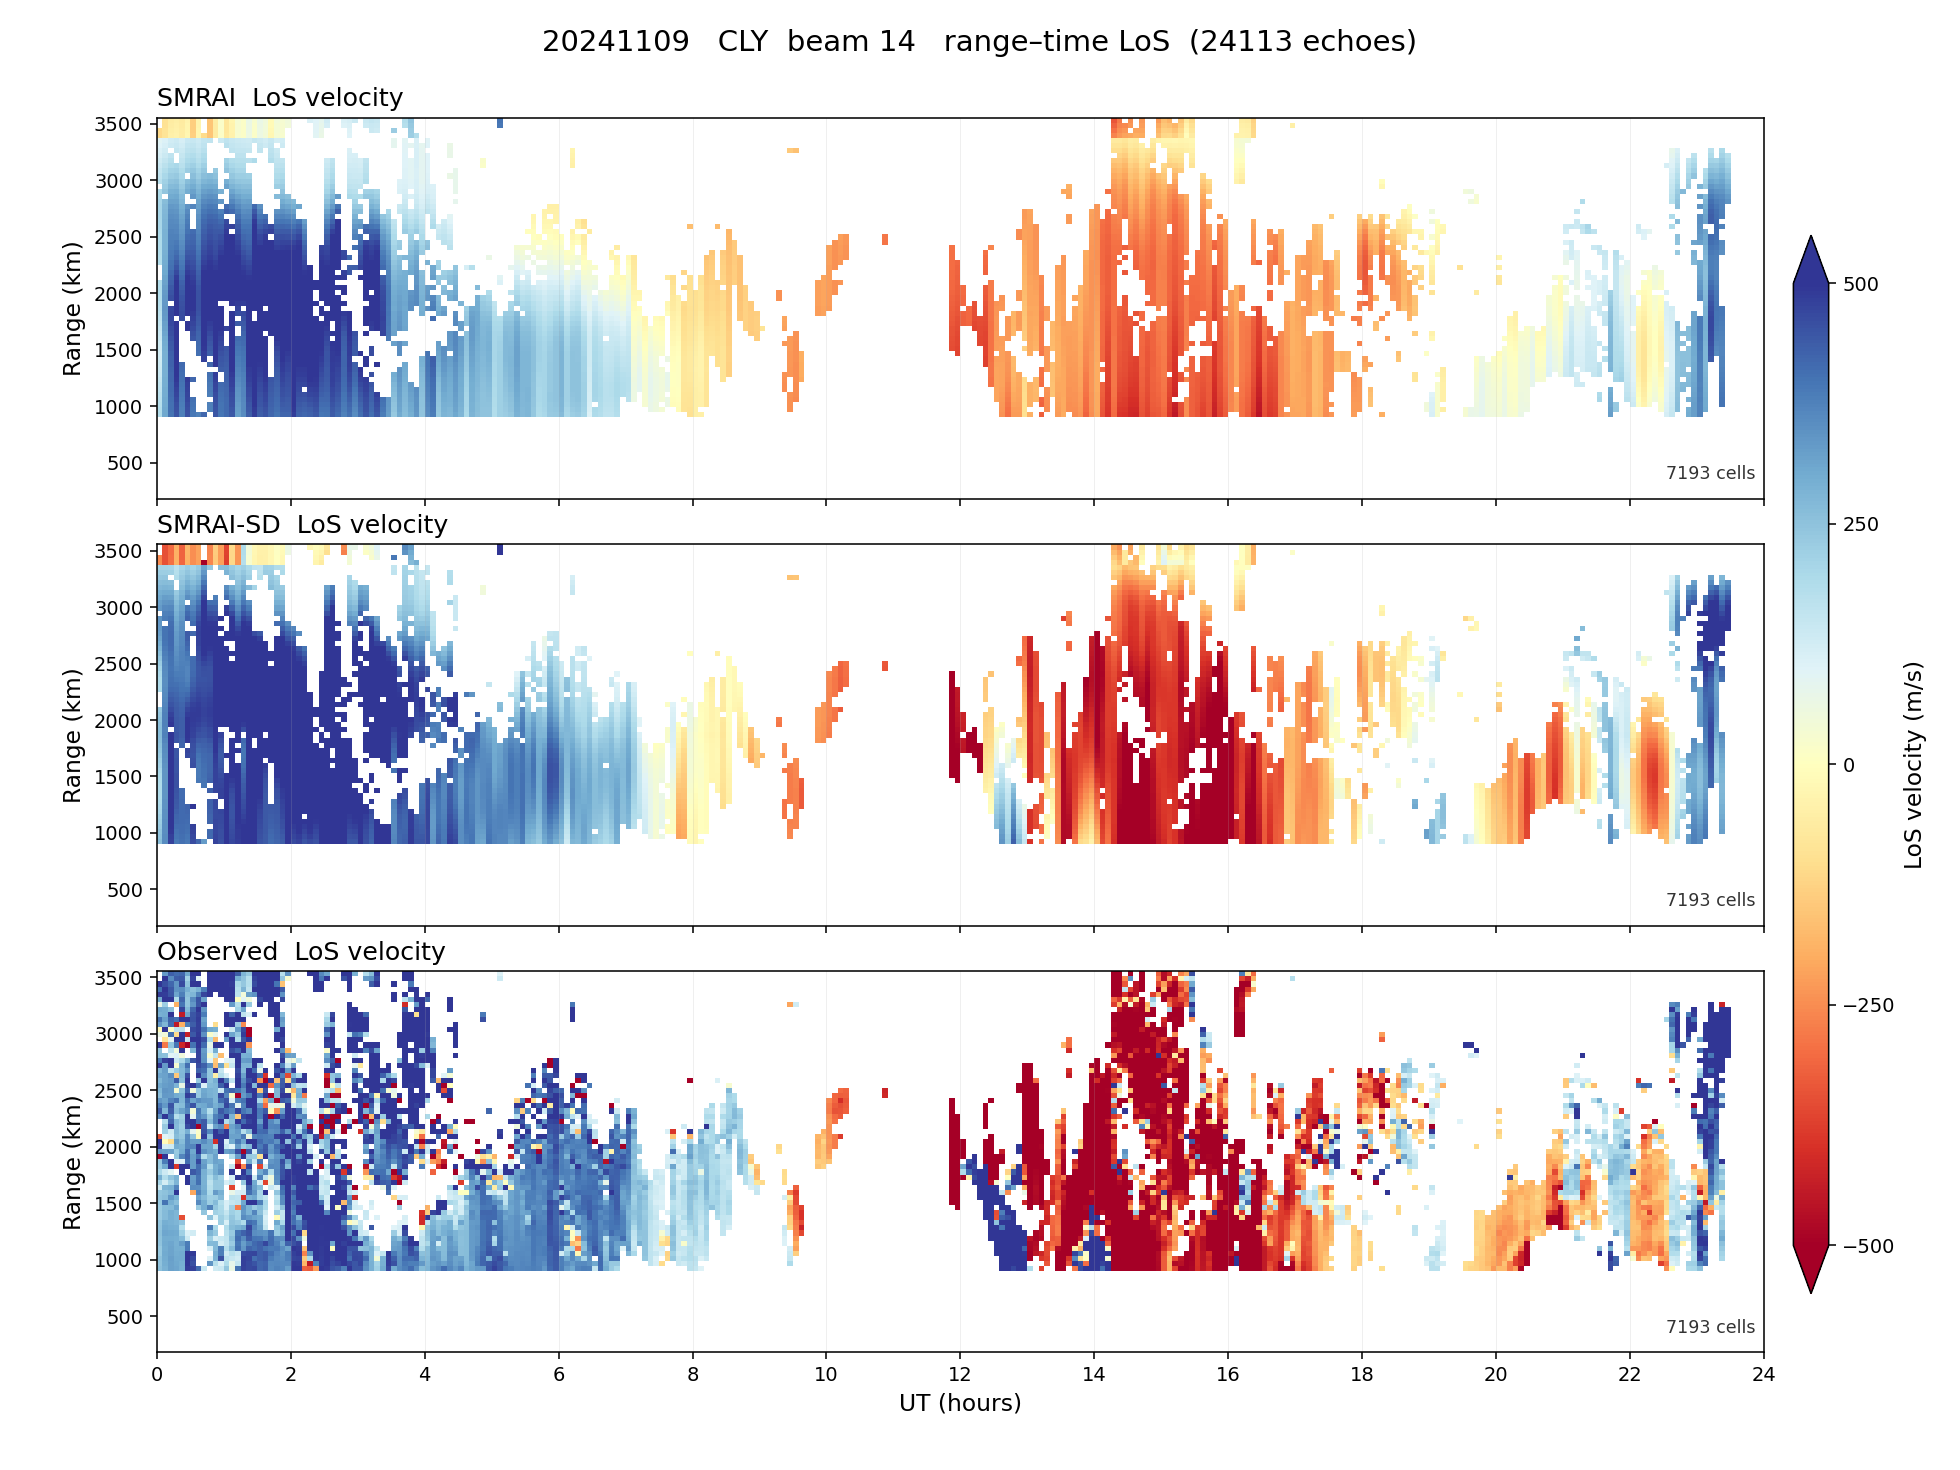 20241109   CLY  beam 14   range–time LoS  (24113 echoes)
SMRAI  LoS velocity
3500
3000
2500
2000
1500
1000
500
Range (km)
7193 cells
SMRAI-SD  LoS velocity
3500
3000
2500
2000
1500
1000
500
Range (km)
7193 cells
Observed  LoS velocity
3500
3000
2500
2000
1500
1000
500
Range (km)
7193 cells
0 2 4 6 8 10 12 14 16 18 20 22 24
UT (hours)
500
250
0
−250
−500
LoS velocity (m/s)